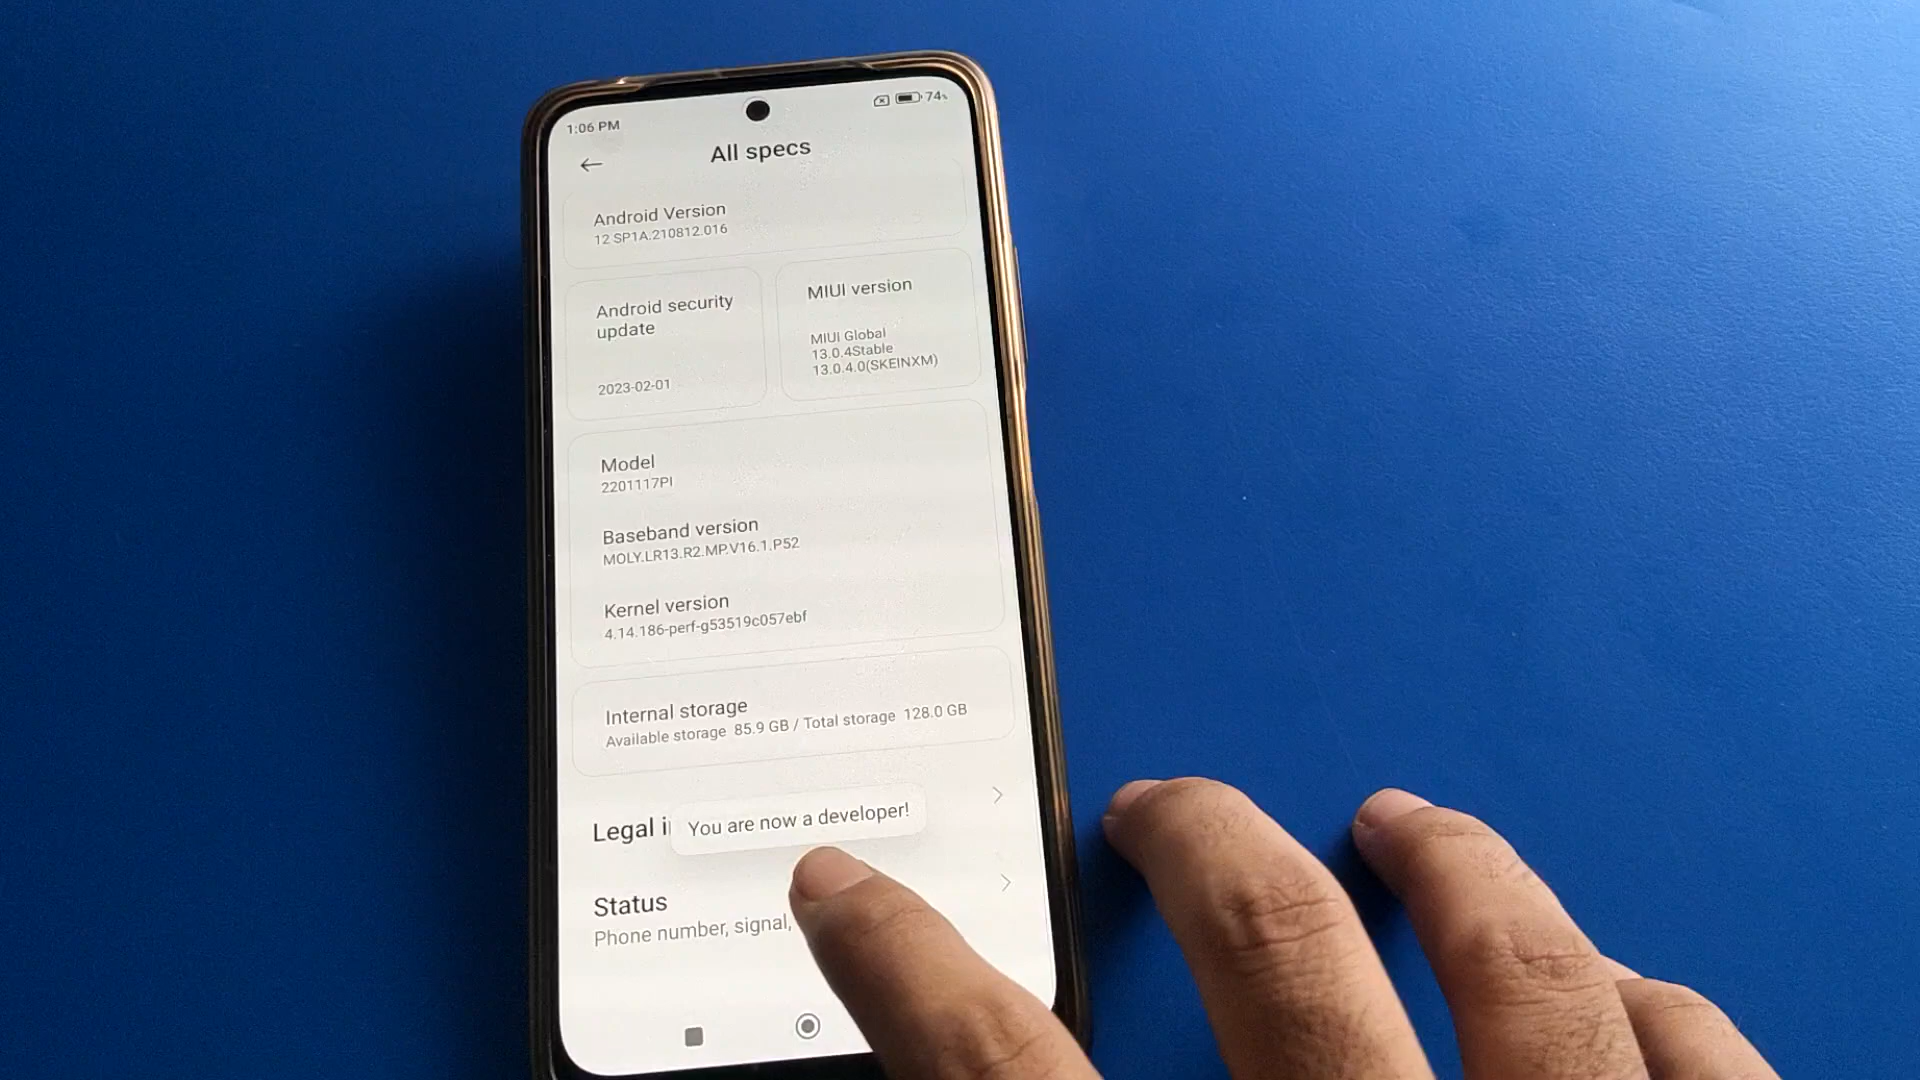 1:06 PM
74%
All specs
Android Version
12 SP1A.210812.016
Android security
update
2023-02-01
MIUI version
MIUI Global
13.0.4Stable
13.0.4.0(SKEINXM)
Model
2201117PI
Baseband version
MOLY.LR13.R2.MP.V16.1.P52
Kernel version
4.14.186-perf-g53519c057ebf
Internal storage
Available storage 85.9 GB / Total storage 128.0 GB
Legal i
You are now a developer!
Status
Phone number, signal,